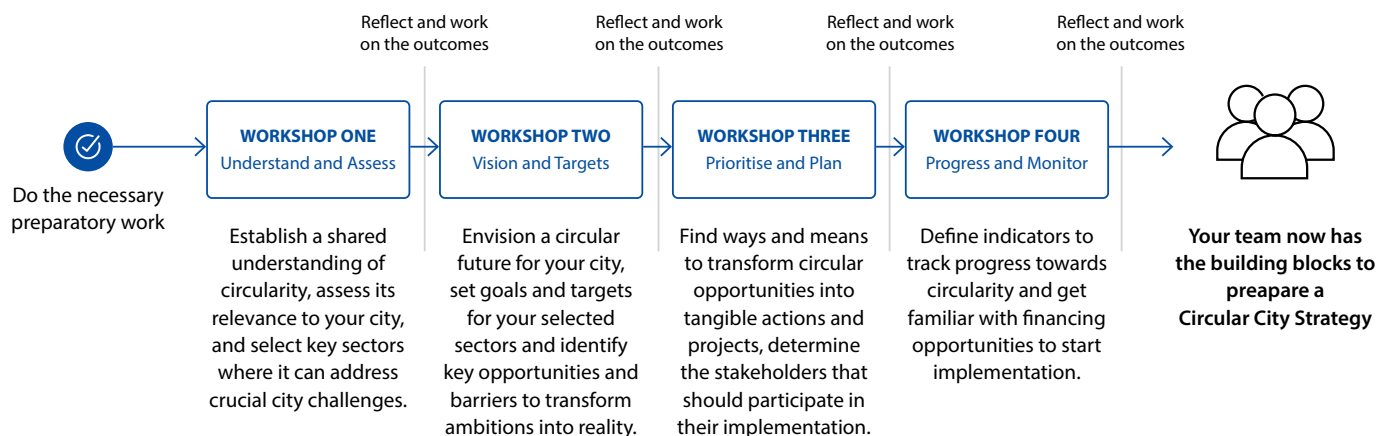 Reflect and work
on the outcomes
Reflect and work
on the outcomes
Reflect and work
on the outcomes
Reflect and work
on the outcomes
Do the necessary
preparatory work
WORKSHOP ONE
Understand and Assess
Establish a shared
understanding of
circularity, assess its
relevance to your city,
and select key sectors
where it can address
crucial city challenges.
WORKSHOP TWO
Vision and Targets
Envision a circular
future for your city,
set goals and targets
for your selected
sectors and identify
key opportunities and
barriers to transform
ambitions into reality.
WORKSHOP THREE
Prioritise and Plan
Find ways and means
to transform circular
opportunities into
tangible actions and
projects, determine
the stakeholders that
should participate in
their implementation.
WORKSHOP FOUR
Progress and Monitor
Define indicators to
track progress towards
circularity and get
familiar with financing
opportunities to start
implementation.
Your team now has
the building blocks to
preapare a
Circular City Strategy